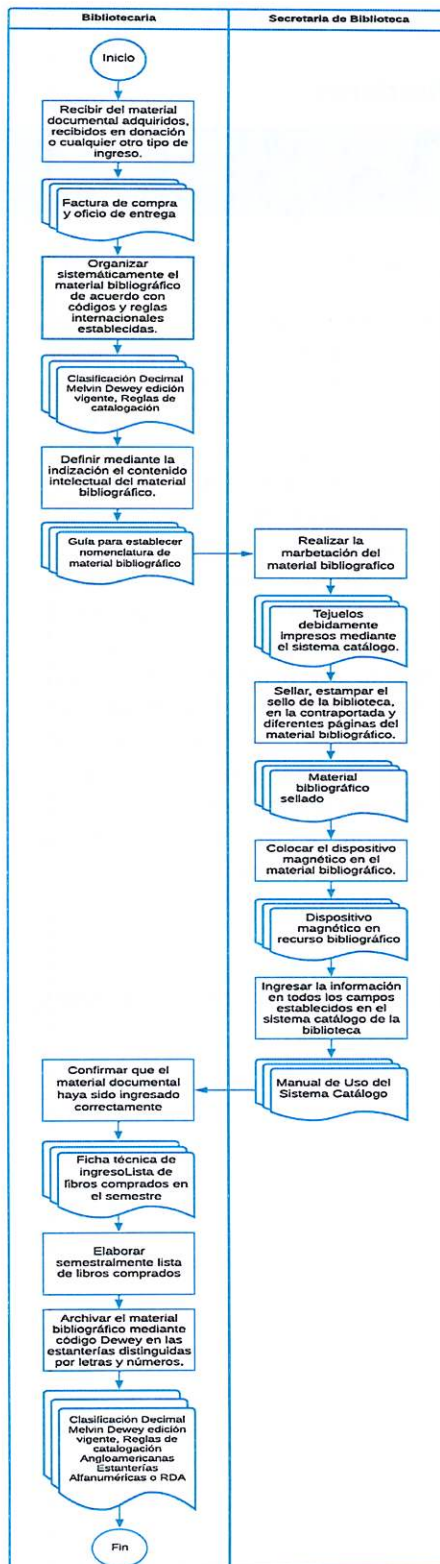 Bibliotecaria
Secretaria de Biblioteca
Inicio
Recibir del material
documental adquiridos,
recibidos en donación
o cualquier otro tipo de
ingreso.
Factura de compra
y oficio de entrega
Organizar
sistemáticamente el
material bibliográfico
de acuerdo con
códigos y reglas
internacionales
establecidas.
Clasificación Decimal
Melvin Dewey edición
vigente, Reglas de
catalogación
Definir mediante la
indización el contenido
intelectual del material
bibliográfico.
Guía para establecer
nomenclatura de
material bibliográfico
Realizar la
marbetación del
material bibliografico
Tejuelos
debidamente
impresos mediante
el sistema catálogo.
Sellar, estampar el
sello de la biblioteca,
en la contraportada y
diferentes páginas del
material bibliográfico.
Material
bibliográfico
sellado
Colocar el dispositivo
magnético en el
material bibliográfico.
Dispositivo
magnético en
recurso bibliográfico
Ingresar la información
en todos los campos
establecidos en el
sistema catálogo de la
biblioteca
Manual de Uso del
Sistema Catálogo
Confirmar que el
material documental
haya sido ingresado
correctamente
Ficha técnica de
ingresoLista de
libros comprados en
el semestre
Elaborar
semestralmente lista
de libros comprados
Archivar el material
bibliográfico mediante
código Dewey en las
estanterías distinguidas
por letras y números.
Clasificación Decimal
Melvin Dewey edición
vigente, Reglas de
catalogación
Angloamericanas
Estanterías
Alfanuméricas o RDA
Fin